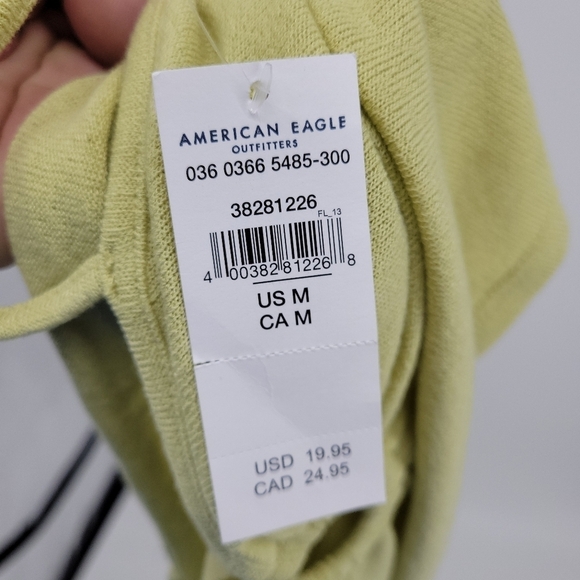 AMERICAN EAGLE
OUTFITTERS
036 0366 5485-300
38281226
FL_13
4 00382 81226 8
US M
CA M
USD 19.95
CAD 24.95